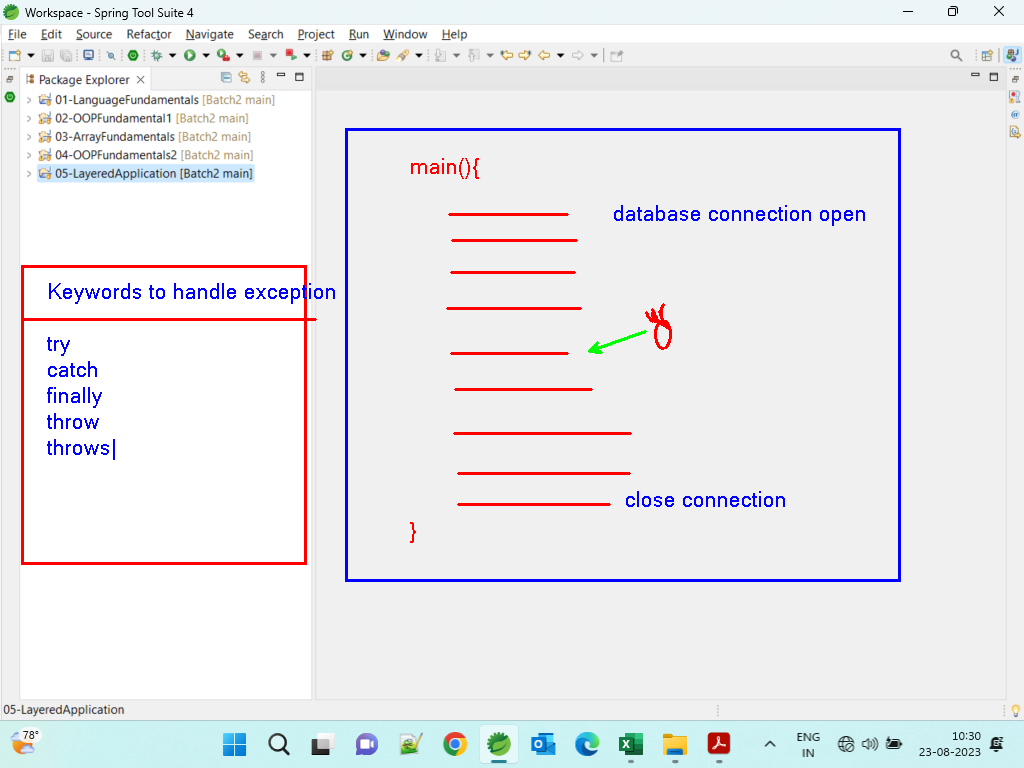 Workspace - Spring Tool Suite 4
File Edit Source Refactor Navigate Search Project Run Window Help
Package Explorer
01-LanguageFundamentals [Batch2 main]
02-OOPFundamental1 [Batch2 main]
03-ArrayFundamentals [Batch2 main]
04-OOPFundamentals2 [Batch2 main]
05-LayeredApplication [Batch2 main]
Keywords to handle exception
try
catch
finally
throw
throws
main(){
database connection open
close connection
}
05-LayeredApplication
78°
ENG
IN
10:30
23-08-2023